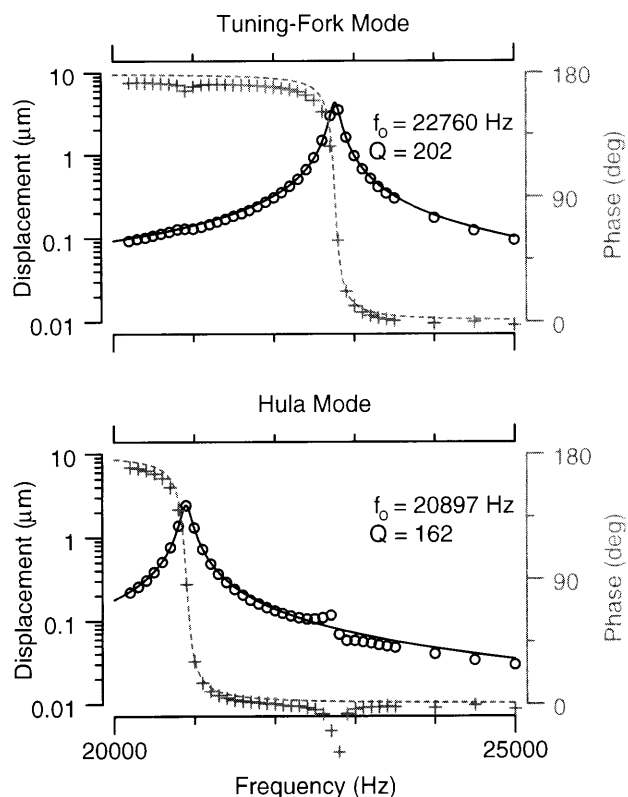 Tuning-Fork Mode
10
1
0.1
0.01
Displacement (μm)
fo = 22760 Hz
Q = 202
180
90
0
Phase (deg)
Hula Mode
10
1
0.1
0.01
Displacement (μm)
fo = 20897 Hz
Q = 162
180
90
0
Phase (deg)
20000
25000
Frequency (Hz)